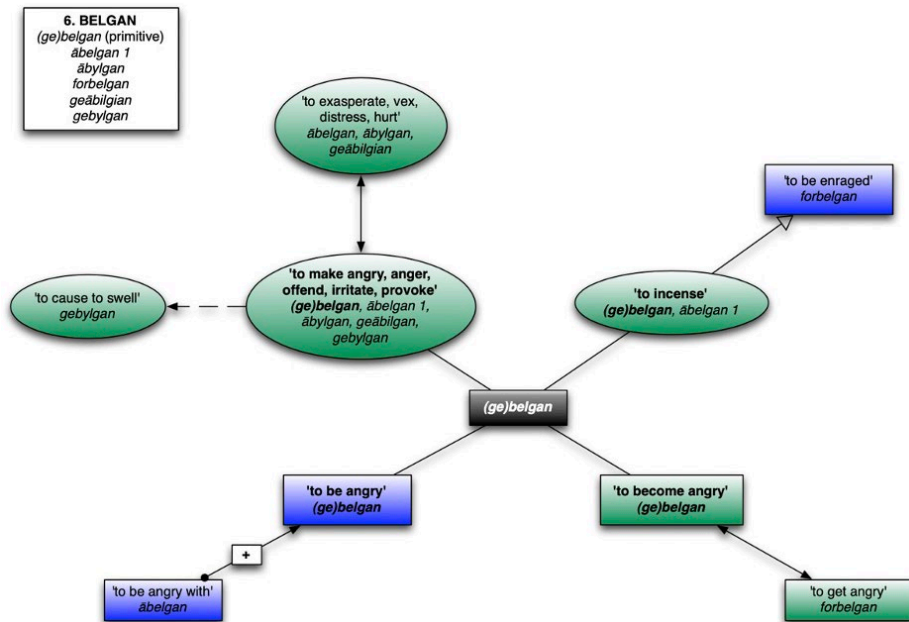 6. BELGAN
(ge)belgan (primitive)
ābelgan 1
ābylgan
forbelgan
geābilgian
gebylgan
'to exasperate, vex,
distress, hurt'
ābelgan, ābylgan,
geābilgian
'to be enraged'
forbelgan
'to make angry, anger,
offend, irritate, provoke'
(ge)belgan, ābelgan 1,
ābylgan, geābilgan,
gebylgan
'to cause to swell'
gebylgan
'to incense'
(ge)belgan, ābelgan 1
(ge)belgan
'to be angry'
(ge)belgan
'to become angry'
(ge)belgan
+
'to be angry with'
ābelgan
'to get angry'
forbelgan